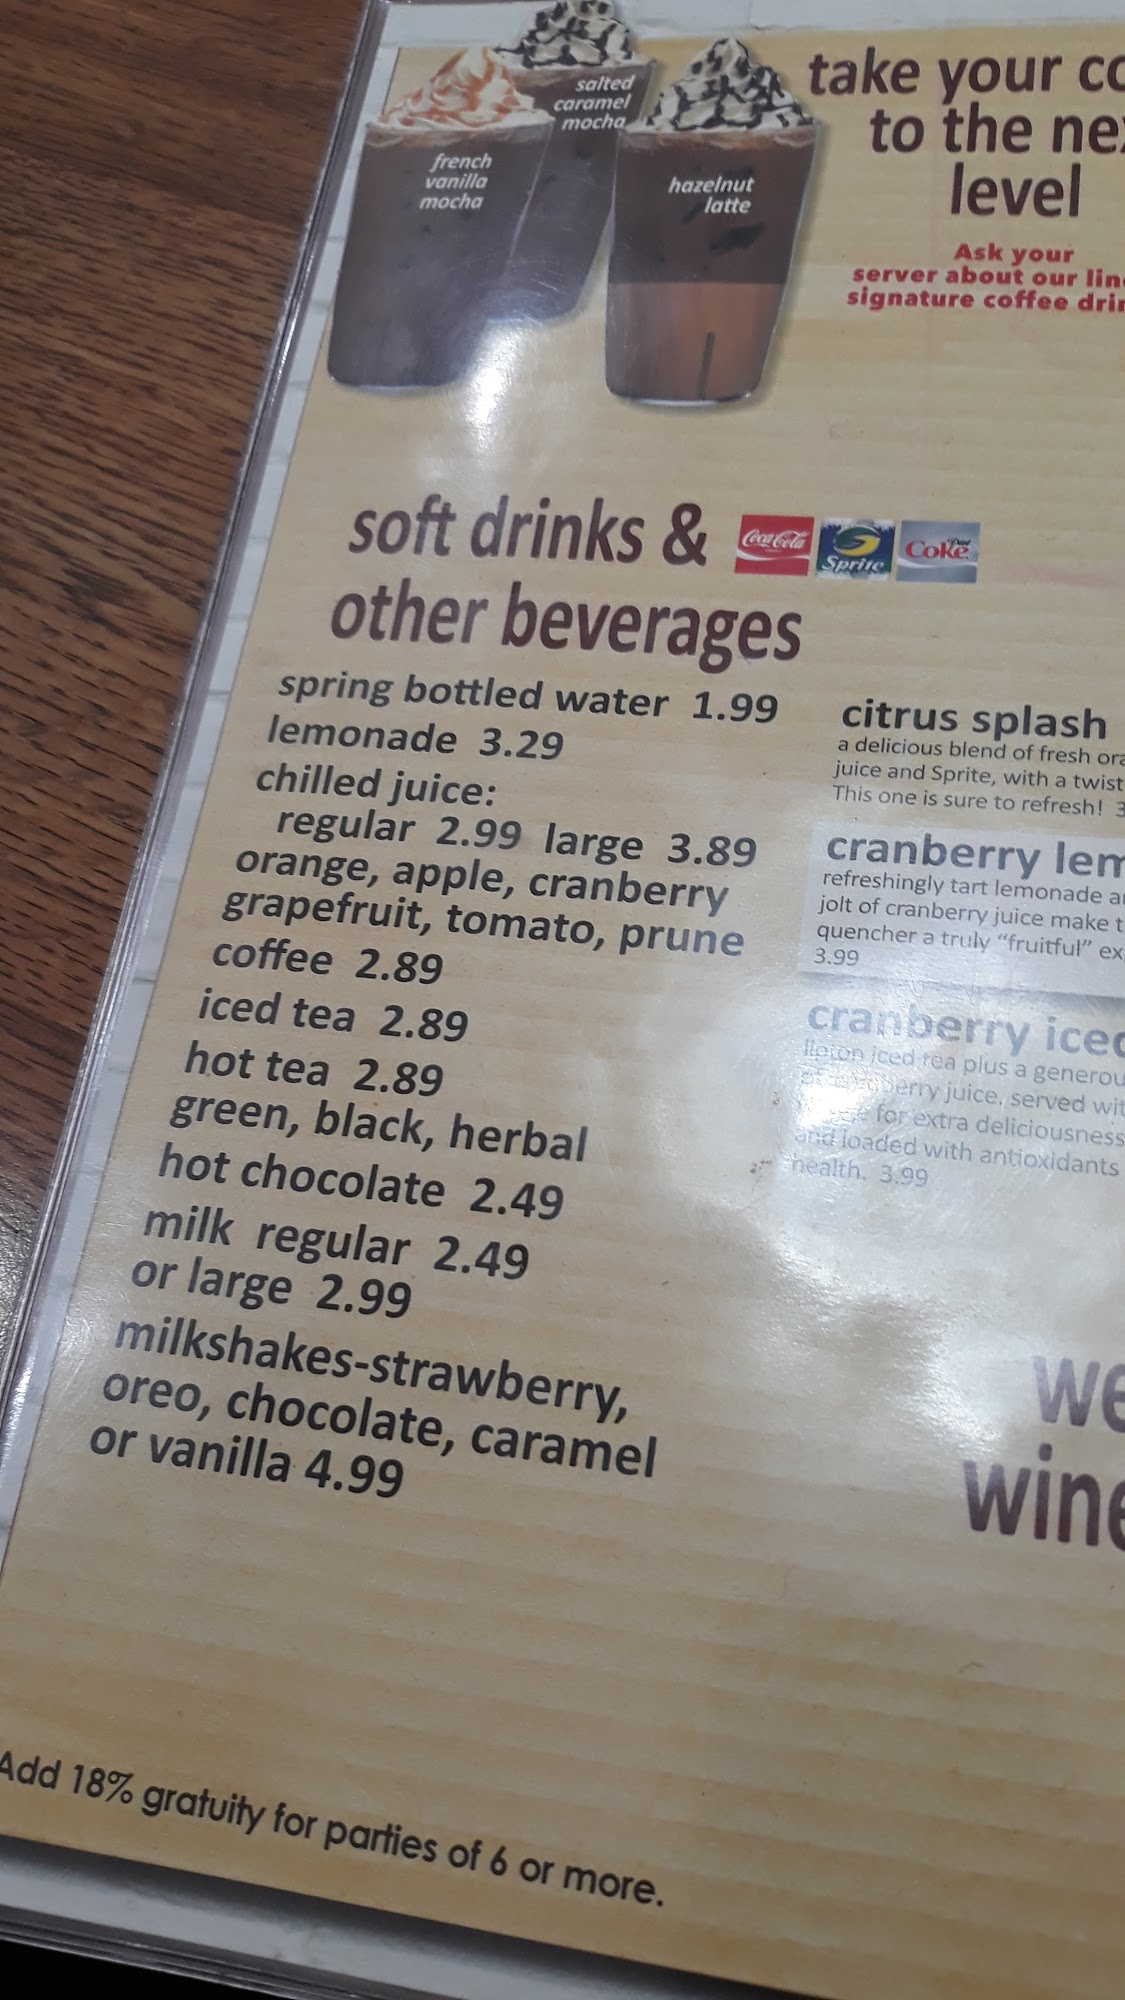 salted
caramel
mocha
french
vanilla
mocha
hazelnut
latte
take your co
to the ne
level
Ask your
server about our line
signature coffee drin
soft drinks &
other beverages
Coca-Cola
Sprite
Diet
Coke
spring bottled water 1.99
lemonade 3.29
chilled juice:
regular 2.99 large 3.89
orange, apple, cranberry
grapefruit, tomato, prune
coffee 2.89
iced tea 2.89
hot tea 2.89
green, black, herbal
hot chocolate 2.49
milk regular 2.49
or large 2.99
milkshakes-strawberry,
oreo, chocolate, caramel
or vanilla 4.99
citrus splash
a delicious blend of fresh ora
juice and Sprite, with a twist
This one is sure to refresh! 3
cranberry lem
refreshingly tart lemonade a
jolt of cranberry juice make t
quencher a truly “fruitful” ex
3.99
cranberry iced
lipton iced tea plus a generou
juice, served wit
for extra deliciousness
and loaded with antioxidants
health. 3.99
we
wine
Add 18% gratuity for parties of 6 or more.